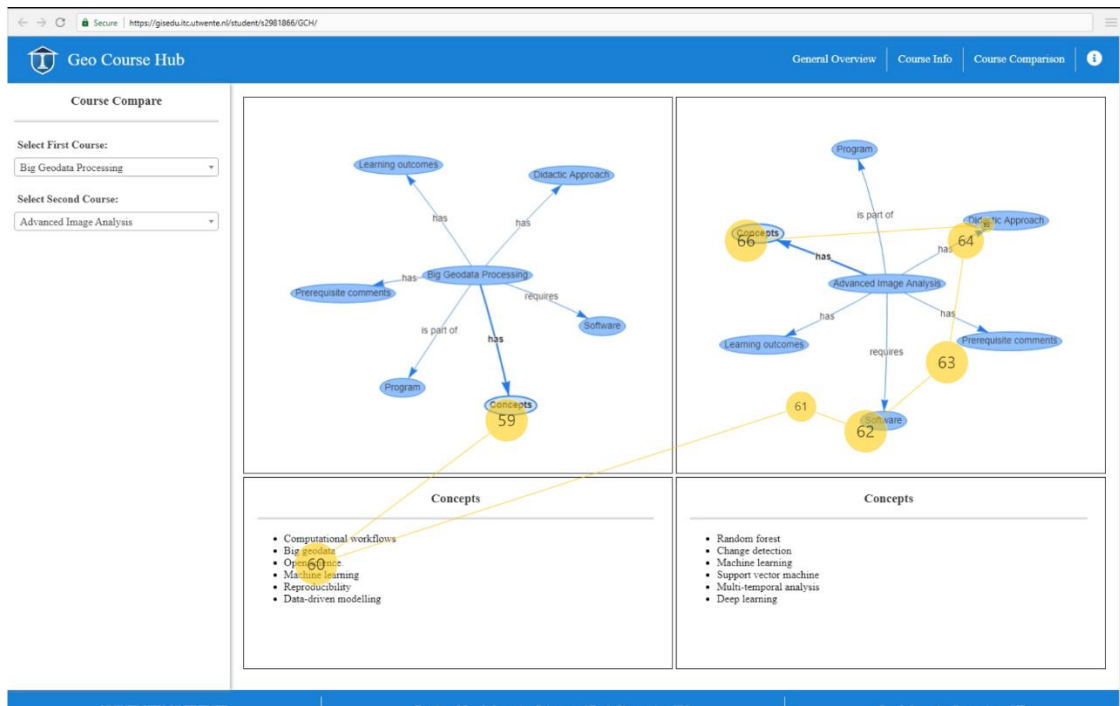 Secure | https://gisedu.itc.utwente.nl/student/s2981866/GCH/
Geo Course Hub
General Overview
Course Info
Course Comparison
Course Compare
Select First Course:
Big Geodata Processing
Select Second Course:
Advanced Image Analysis
Learning outcomes
Didactic Approach
has
has
has
Big Geodata Processing
Prerequisite comments
requires
is part of
Software
has
Program
Concepts
59
Program
is part of
Didactic Approach
Concepts
64
66
has
has
Advanced Image Analysis
has
has
Learning outcomes
Prerequisite comments
requires
63
61
Software
62
Concepts
Computational workflows
Big geodata
60
Machine learning
Reproducibility
Data-driven modelling
Concepts
Random forest
Change detection
Machine learning
Support vector machine
Multi-temporal analysis
Deep learning